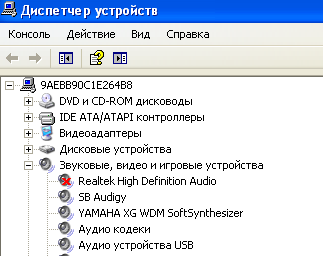 Диспетчер устройств
Консоль Действие Вид Справка
9AEBB90C1E264B8
DVD и CD-ROM дисководы
IDE ATA/ATAPI контроллеры
Видеоадаптеры
Дисковые устройства
Звуковые, видео и игровые устройства
Realtek High Definition Audio
SB Audigy
YAMAHA XG WDM SoftSynthesizer
Аудио кодеки
Аудио устройства USB